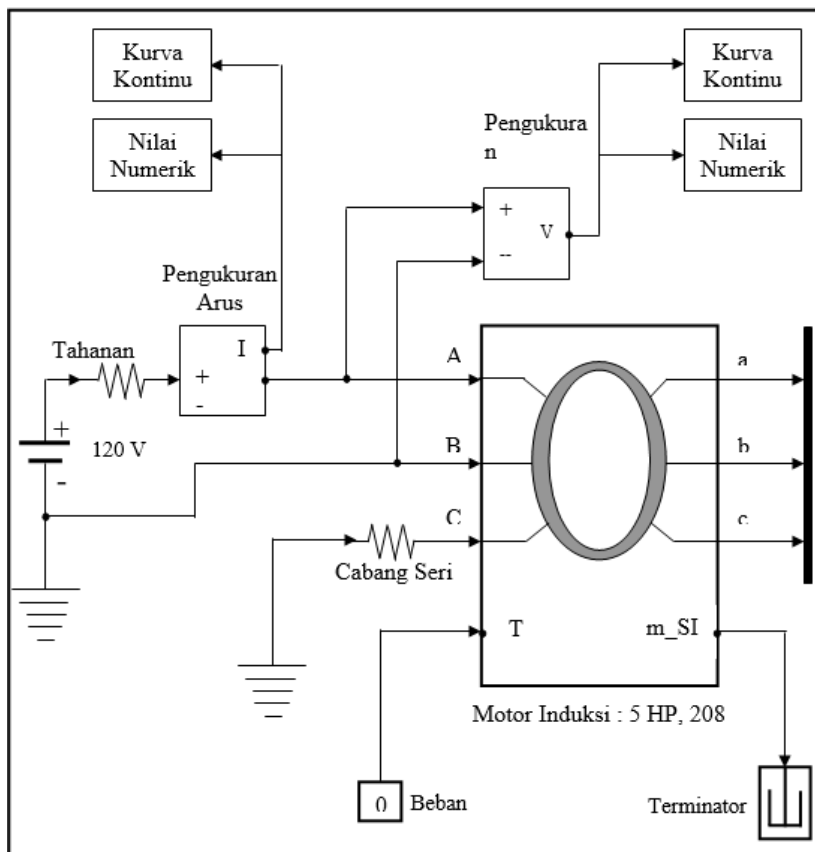 Kurva
Kontinu
Nilai
Numerik
Kurva
Kontinu
Nilai
Numerik
Pengukura
n
+
V
--
Pengukuran
Arus
I
+
-
Tahanan
+
120 V
-
A
B
C
a
b
c
Cabang Seri
T
m_SI
Motor Induksi : 5 HP, 208
0
Beban
Terminator